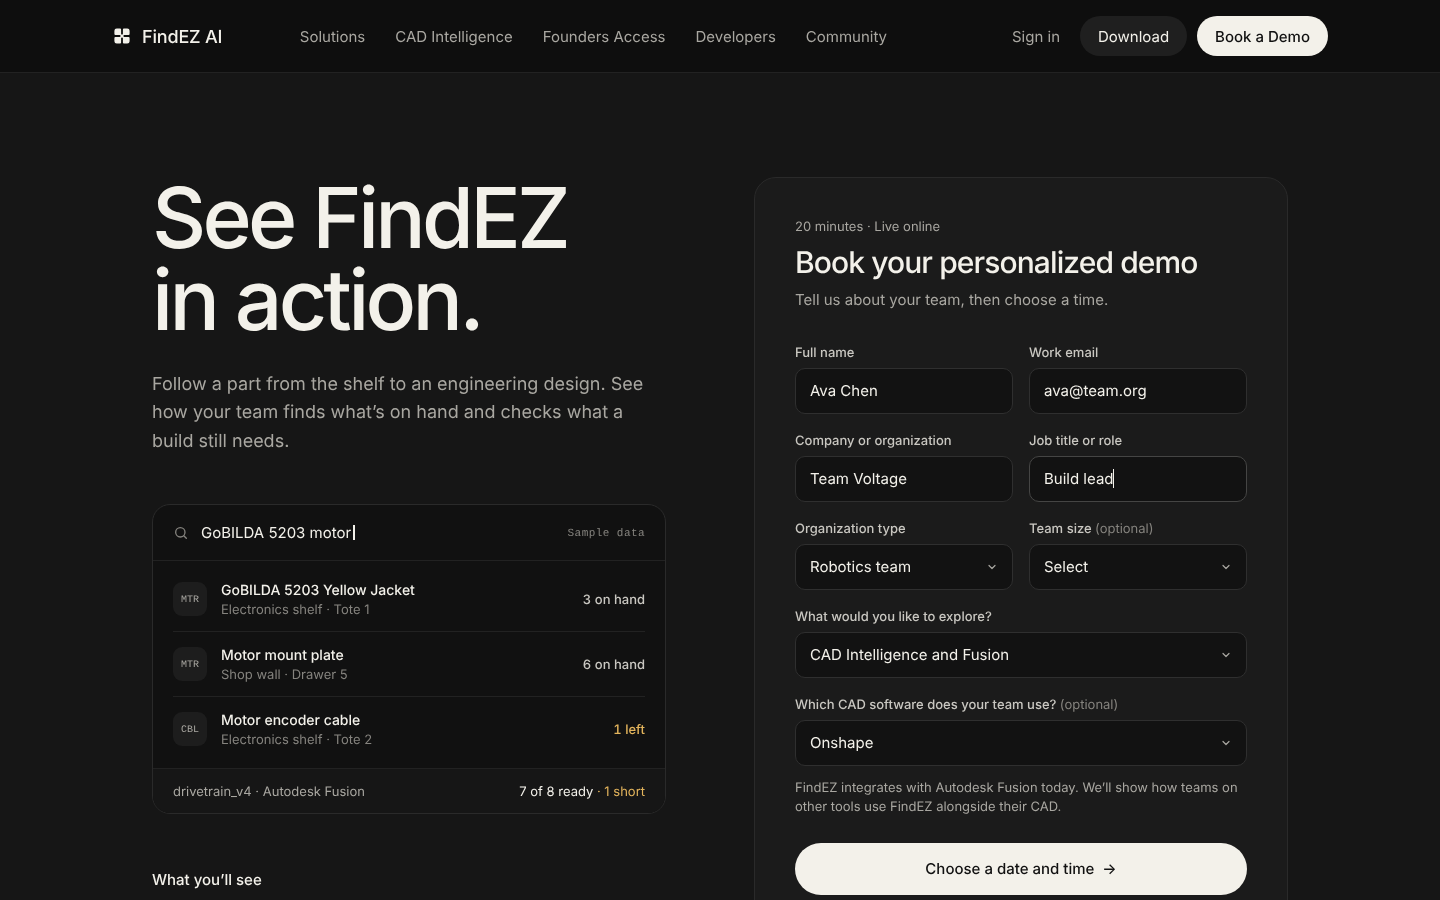 FindEZ AI
Solutions
CAD Intelligence
Founders Access
Developers
Community
Sign in
Download
Book a Demo
See FindEZ
in action.
Follow a part from the shelf to an engineering design. See
how your team finds what’s on hand and checks what a
build still needs.
GoBILDA 5203 motor
Sample data
MTR
GoBILDA 5203 Yellow Jacket
Electronics shelf · Tote 1
3 on hand
MTR
Motor mount plate
Shop wall · Drawer 5
6 on hand
CBL
Motor encoder cable
Electronics shelf · Tote 2
1 left
drivetrain_v4 · Autodesk Fusion
7 of 8 ready · 1 short
What you’ll see
20 minutes · Live online
Book your personalized demo
Tell us about your team, then choose a time.
Full name
Work email
Ava Chen
ava@team.org
Company or organization
Job title or role
Team Voltage
Build lead
Organization type
Team size (optional)
Robotics team
Select
What would you like to explore?
CAD Intelligence and Fusion
Which CAD software does your team use? (optional)
Onshape
FindEZ integrates with Autodesk Fusion today. We’ll show how teams on
other tools use FindEZ alongside their CAD.
Choose a date and time →